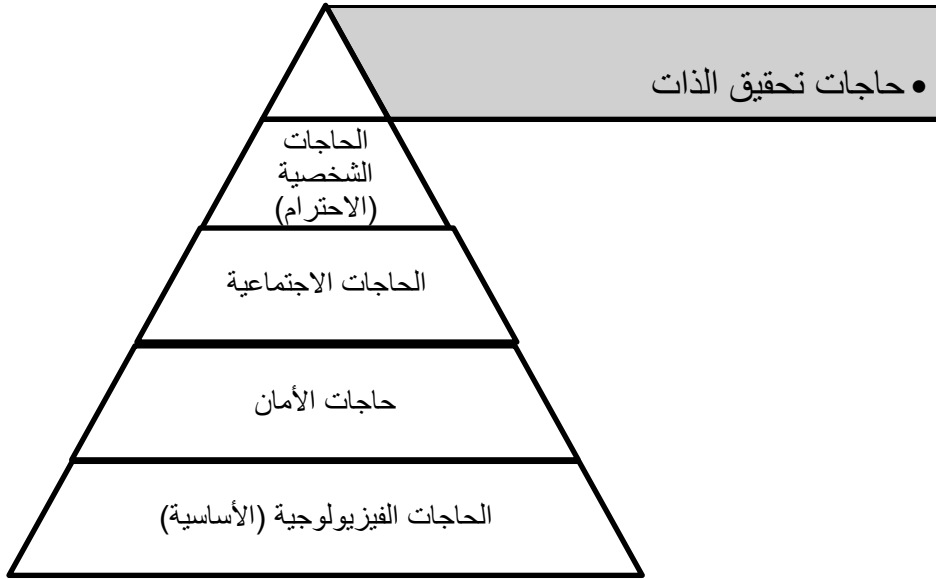 • حاجات تحقيق الذات
الحاجات
الشخصية
(الاحترام)
الحاجات الاجتماعية
حاجات الأمان
الحاجات الفيزيولوجية (الأساسية)